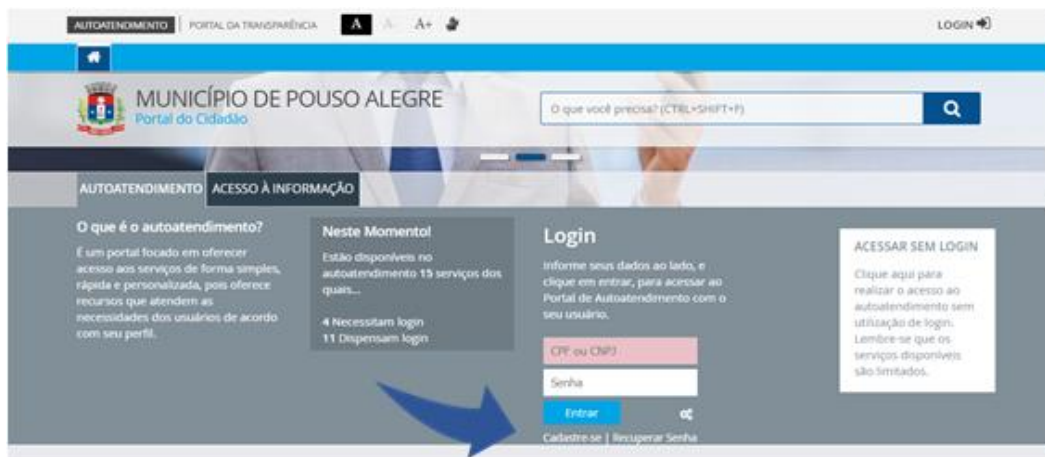 AUTOATENDIMENTO | PORTAL DA TRANSPARÊNCIA A A- A+
LOGIN
MUNICÍPIO DE POUSO ALEGRE
Portal do Cidadão
O que você precisa? (CTRL+SHIFT+P)
AUTOATENDIMENTO
ACESSO À INFORMAÇÃO
O que é o autoatendimento?
É um portal focado em oferecer
acesso aos serviços de forma simples,
rápida e personalizada, pois oferece
recursos que atendem as
necessidades dos usuários de acordo
com seu perfil.
Neste Momento!
Estão disponíveis no
autoatendimento 15 serviços dos
quais...
4 Necessitam login
11 Dispensam login
Login
Informe seus dados ao lado, e
clique em entrar, para acessar ao
Portal de Autoatendimento com o
seu usuário.
CPF ou CNPJ
Senha
Entrar
Cadastre-se | Recuperar Senha
ACESSAR SEM LOGIN
Clique aqui para
realizar o acesso ao
autoatendimento sem
utilização de login.
Lembre-se que os
serviços disponíveis
são limitados.